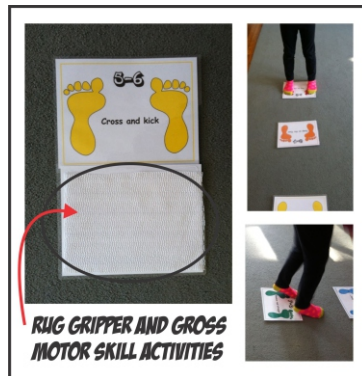 5-6
Cross and kick
RUG GRIPPER AND GROSS
MOTOR SKILL ACTIVITIES